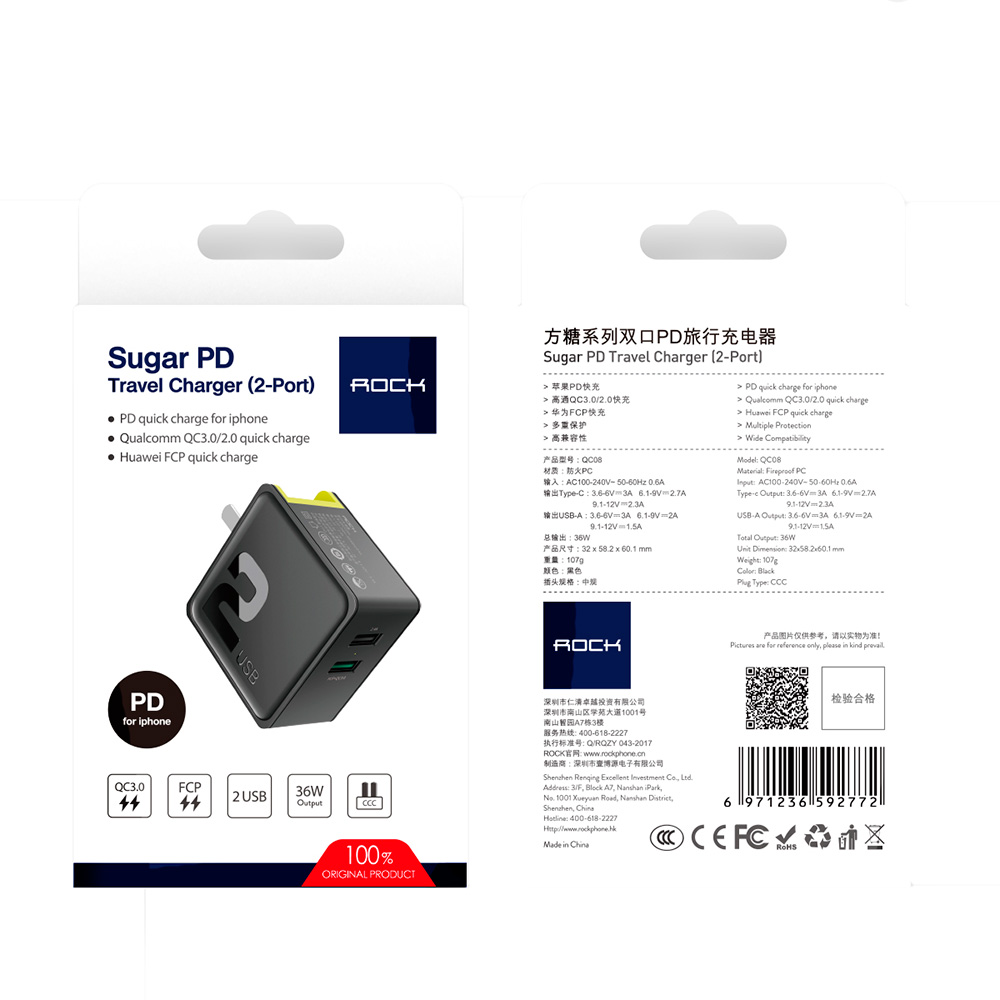 Sugar PD
Travel Charger (2-Port)
ROCK
● PD quick charge for iphone
● Qualcomm QC3.0/2.0 quick charge
● Huawei FCP quick charge
2
USB
PD
for iphone
QC3.0
FCP
2 USB
36W
Output
CCC
100%
ORIGINAL PRODUCT
方糖系列双口PD旅行充电器
Sugar PD Travel Charger (2-Port)
> 苹果PD快充
> 高通QC3.0/2.0快充
> 华为FCP快充
> 多重保护
> 高兼容性
> PD quick charge for iphone
> Qualcomm QC3.0/2.0 quick charge
> Huawei FCP quick charge
> Multiple Protection
> Wide Compatibility
产品型号：QC08
材质：防火PC
输入：AC100-240V~ 50-60Hz 0.6A
输出Type-C：3.6-6V⎓3A 6.1-9V⎓2.7A
9.1-12V⎓2.3A
输出USB-A：3.6-6V⎓3A 6.1-9V⎓2A
9.1-12V⎓1.5A
总输出：36W
产品尺寸：32 x 58.2 x 60.1 mm
重量：107g
颜色：黑色
插头规格：中规
Model: QC08
Material: Fireproof PC
Input: AC100-240V~ 50-60Hz 0.6A
Type-c Output: 3.6-6V⎓3A 6.1-9V⎓2.7A
9.1-12V⎓2.3A
USB-A Output: 3.6-6V⎓3A 6.1-9V⎓2A
9.1-12V⎓1.5A
Total Output: 36W
Unit Dimension: 32x58.2x60.1 mm
Weight: 107g
Color: Black
Plug Type: CCC
ROCK
产品图片仅供参考，请以实物为准!
Pictures are for reference only, please in kind prevail.
检验合格
深圳市仁清卓越投资有限公司
深圳市南山区学苑大道1001号
南山智园A7栋3楼
服务热线: 400-618-2227
执行标准号: Q/RQZY 043-2017
ROCK官网: www.rockphone.cn
制造商：深圳市壹博源电子有限公司
Shenzhen Renqing Excellent Investment Co., Ltd.
Address: 3/F, Block A7, Nanshan iPark,
No. 1001 Xueyuan Road, Nanshan District,
Shenzhen, China
Hotline: 400-618-2227
Http://www.rockphone.hk
Made in China
6 971236 592772
CCC CE FC RoHS